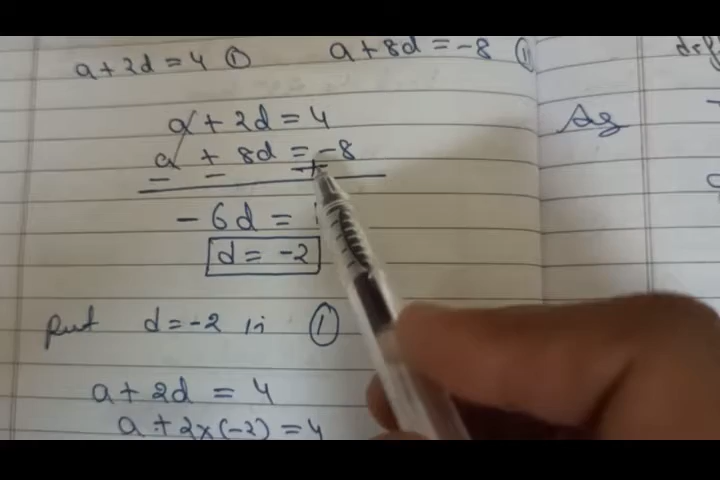 a + 2d = 4 ① a + 8d = -8
a + 2d = 4
a + 8d = -8
- - +
- 6d =
d = -2
put d = -2 in ①
a + 2d = 4
a + 2x(-2) = 4